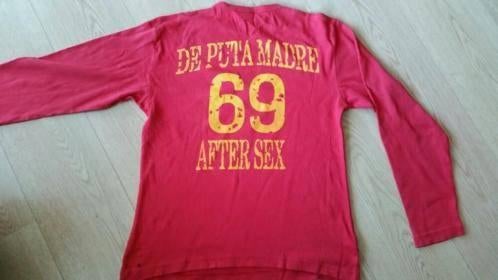 DE PUTA MADRE
69
AFTER SEX